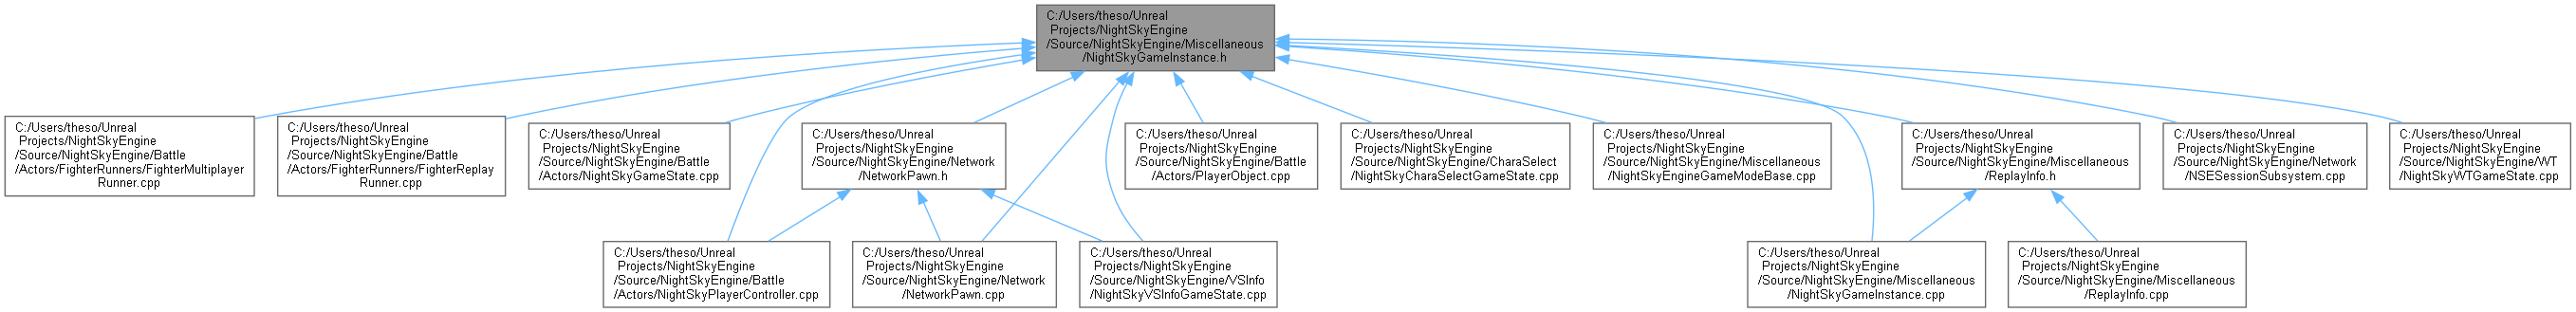 C:/Users/theso/Unreal
Projects/NightSkyEngine
/Source/NightSkyEngine/Miscellaneous
/NightSkyGameInstance.h
C:/Users/theso/Unreal
Projects/NightSkyEngine
/Source/NightSkyEngine/Battle
/Actors/FighterRunners/FighterMultiplayer
Runner.cpp
C:/Users/theso/Unreal
Projects/NightSkyEngine
/Source/NightSkyEngine/Battle
/Actors/FighterRunners/FighterReplay
Runner.cpp
C:/Users/theso/Unreal
Projects/NightSkyEngine
/Source/NightSkyEngine/Battle
/Actors/NightSkyGameState.cpp
C:/Users/theso/Unreal
Projects/NightSkyEngine
/Source/NightSkyEngine/Network
/NetworkPawn.h
C:/Users/theso/Unreal
Projects/NightSkyEngine
/Source/NightSkyEngine/Battle
/Actors/PlayerObject.cpp
C:/Users/theso/Unreal
Projects/NightSkyEngine
/Source/NightSkyEngine/CharaSelect
/NightSkyCharaSelectGameState.cpp
C:/Users/theso/Unreal
Projects/NightSkyEngine
/Source/NightSkyEngine/Miscellaneous
/NightSkyEngineGameModeBase.cpp
C:/Users/theso/Unreal
Projects/NightSkyEngine
/Source/NightSkyEngine/Miscellaneous
/ReplayInfo.h
C:/Users/theso/Unreal
Projects/NightSkyEngine
/Source/NightSkyEngine/Network
/NSESessionSubsystem.cpp
C:/Users/theso/Unreal
Projects/NightSkyEngine
/Source/NightSkyEngine/WT
/NightSkyWTGameState.cpp
C:/Users/theso/Unreal
Projects/NightSkyEngine
/Source/NightSkyEngine/Battle
/Actors/NightSkyPlayerController.cpp
C:/Users/theso/Unreal
Projects/NightSkyEngine
/Source/NightSkyEngine/Network
/NetworkPawn.cpp
C:/Users/theso/Unreal
Projects/NightSkyEngine
/Source/NightSkyEngine/VSInfo
/NightSkyVSInfoGameState.cpp
C:/Users/theso/Unreal
Projects/NightSkyEngine
/Source/NightSkyEngine/Miscellaneous
/NightSkyGameInstance.cpp
C:/Users/theso/Unreal
Projects/NightSkyEngine
/Source/NightSkyEngine/Miscellaneous
/ReplayInfo.cpp